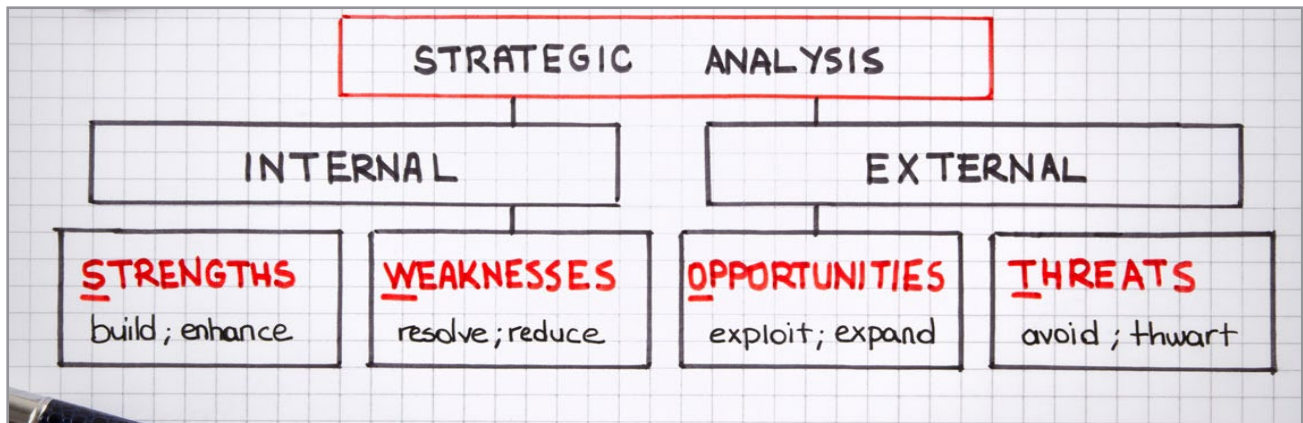 STRATEGIC ANALYSIS
INTERNAL
EXTERNAL
STRENGTHS
build; enhance
WEAKNESSES
resolve; reduce
OPPORTUNITIES
exploit; expand
THREATS
avoid; thwart